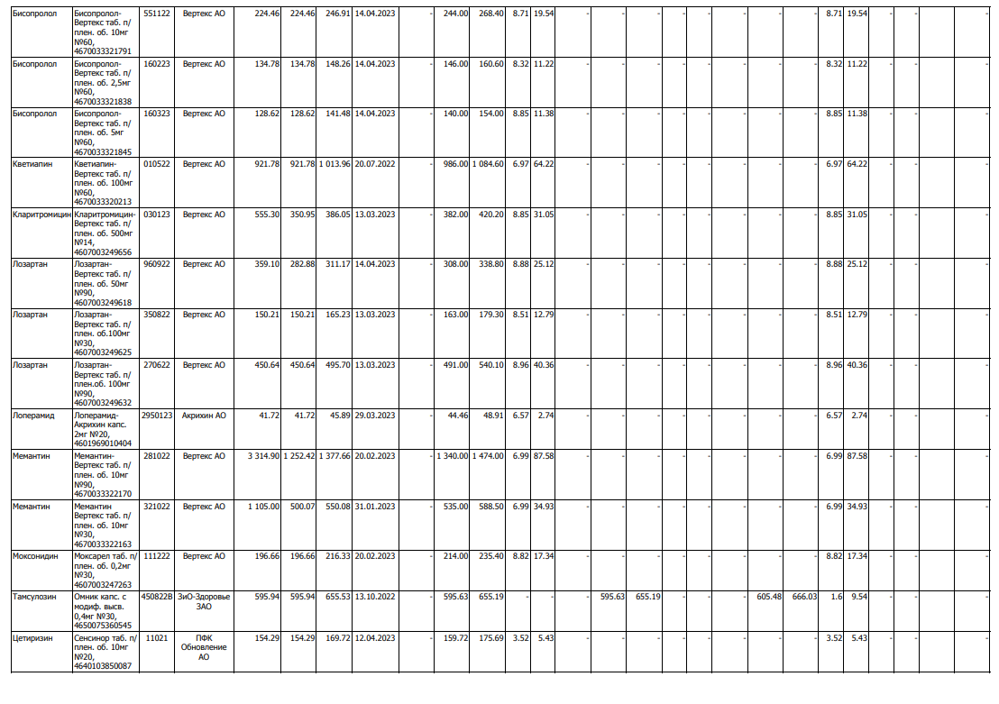 Бисопролол Бисопролол- 551122 Вертекс АО 224.46 224.46 246.91 14.04.2023 - 244.00 268.40 8.71 19.54 - - - - - - - 8.71 19.54 - - - -
Вертекс таб. п/
плен. об. 10мг
№60,
4670033321791
Бисопролол Бисопролол- 160223 Вертекс АО 134.78 134.78 148.26 14.04.2023 - 146.00 160.60 8.32 11.22 - - - - - - - 8.32 11.22 - - - -
Вертекс таб. п/
плен. об. 2,5мг
№60,
4670033321838
Бисопролол Бисопролол- 160323 Вертекс АО 128.62 128.62 141.48 14.04.2023 - 140.00 154.00 8.85 11.38 - - - - - - - 8.85 11.38 - - - -
Вертекс таб. п/
плен. об. 5мг
№60,
4670033321845
Кветиапин Кветиапин- 010522 Вертекс АО 921.78 921.78 1 013.96 20.07.2022 - 986.00 1 084.60 6.97 64.22 - - - - - - - 6.97 64.22 - - - -
Вертекс таб. п/
плен. об. 100мг
№60,
4670033320213
Кларитромицин Кларитромицин- 030123 Вертекс АО 555.30 350.95 386.05 13.03.2023 - 382.00 420.20 8.85 31.05 - - - - - - - 8.85 31.05 - - - -
Вертекс таб. п/
плен. об. 500мг
№14,
4607003249656
Лозартан Лозартан- 960922 Вертекс АО 359.10 282.88 311.17 14.04.2023 - 308.00 338.80 8.88 25.12 - - - - - - - 8.88 25.12 - - - -
Вертекс таб. п/
плен. об. 50мг
№90,
4607003249618
Лозартан Лозартан- 350822 Вертекс АО 150.21 150.21 165.23 13.03.2023 - 163.00 179.30 8.51 12.79 - - - - - - - 8.51 12.79 - - - -
Вертекс таб. п/
плен. об.100мг
№30,
4607003249625
Лозартан Лозартан- 270622 Вертекс АО 450.64 450.64 495.70 13.03.2023 - 491.00 540.10 8.96 40.36 - - - - - - - 8.96 40.36 - - - -
Вертекс таб. п/
плен.об. 100мг
№90,
4607003249632
Лоперамид Лоперамид- 2950123 Акрихин АО 41.72 41.72 45.89 29.03.2023 - 44.46 48.91 6.57 2.74 - - - - - - - 6.57 2.74 - - - -
Акрихин капс.
2мг №20,
4601969010404
Мемантин Мемантин- 281022 Вертекс АО 3 314.90 1 252.42 1 377.66 20.02.2023 - 1 340.00 1 474.00 6.99 87.58 - - - - - - - 6.99 87.58 - - - -
Вертекс таб. п/
плен. об. 10мг
№90,
4670033322170
Мемантин Мемантин 321022 Вертекс АО 1 105.00 500.07 550.08 31.01.2023 - 535.00 588.50 6.99 34.93 - - - - - - - 6.99 34.93 - - - -
Вертекс таб. п/
плен. об. 10мг
№30,
4670033322163
Моксонидин Моксарел таб. п/ 111222 Вертекс АО 196.66 196.66 216.33 20.02.2023 - 214.00 235.40 8.82 17.34 - - - - - - - 8.82 17.34 - - - -
плен. об. 0,2мг
№30,
4607003247263
Тамсулозин Омник капс. с 450822В ЗиО-Здоровье 595.94 595.94 655.53 13.10.2022 - 595.63 655.19 - - - 595.63 655.19 - - - 605.48 666.03 1.6 9.54 - - - -
модиф. высв. ЗАО
0,4мг №30,
4650075360545
Цетиризин Сенсинор таб. п/ 11021 ПФК 154.29 154.29 169.72 12.04.2023 - 159.72 175.69 3.52 5.43 - - - - - - - 3.52 5.43 - - - -
плен. об. 10мг Обновление
№20, АО
4640103850087